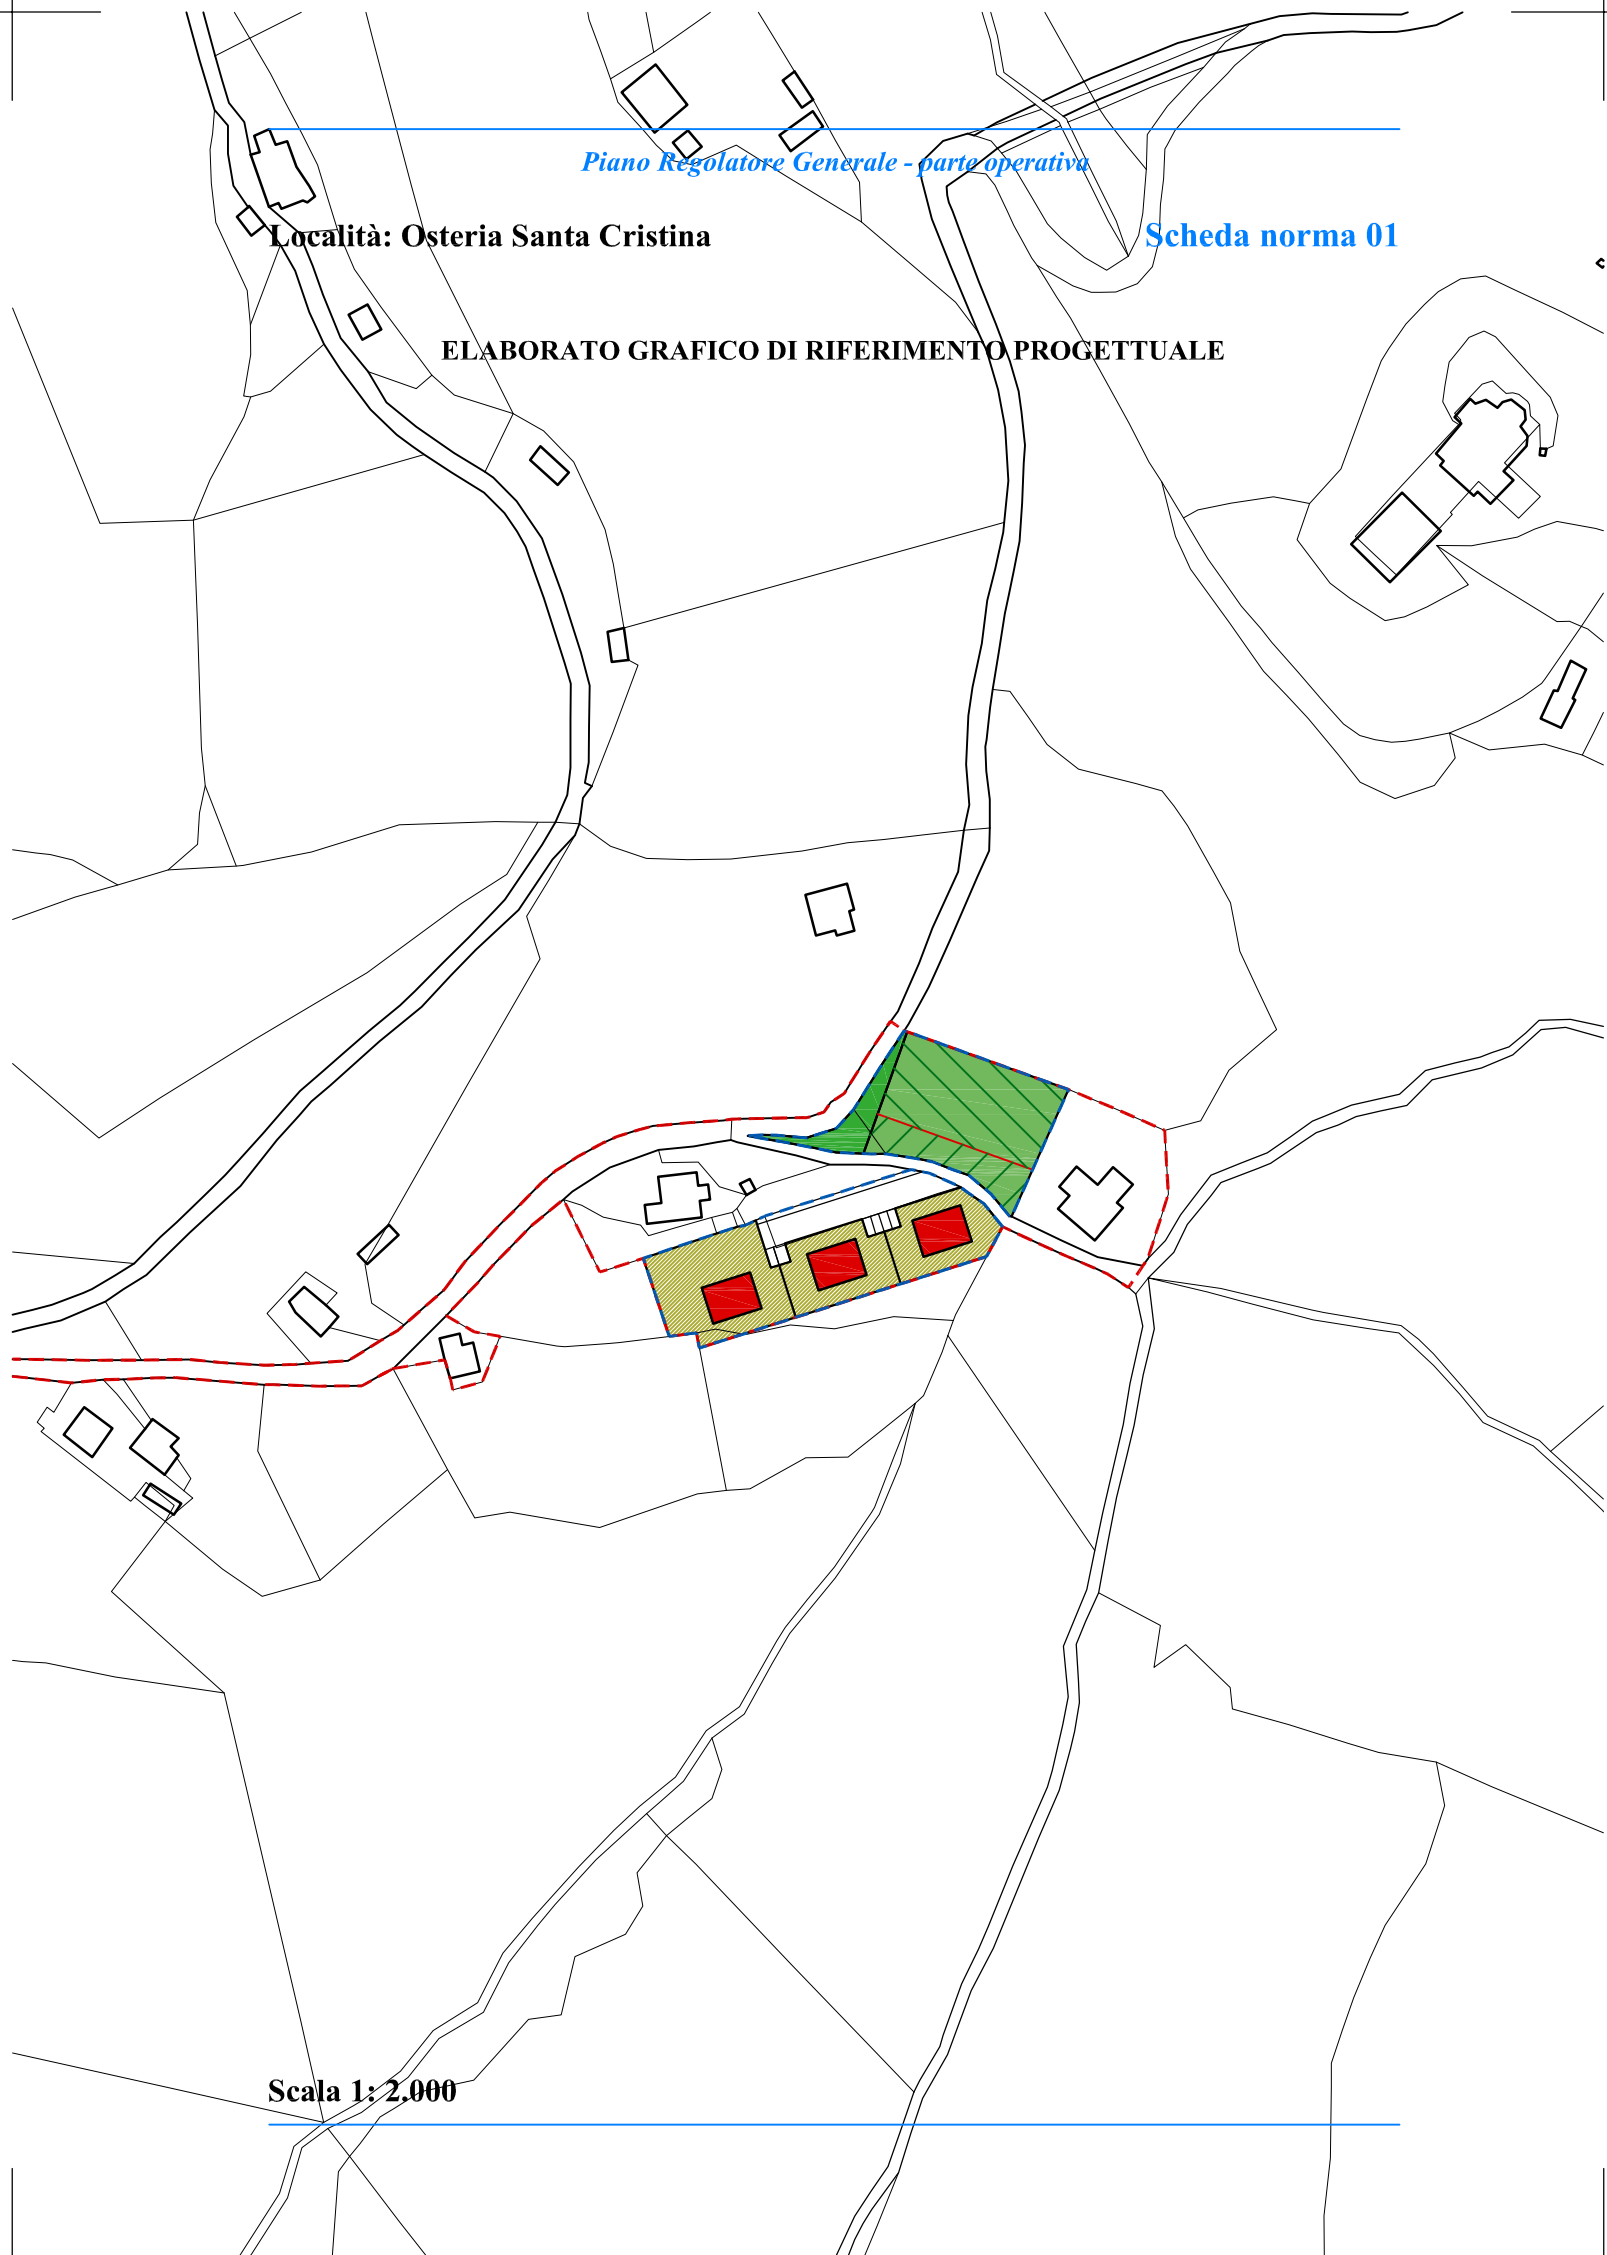 Piano Regolatore Generale - parte operativa
Località: Osteria Santa Cristina
Scheda norma 01
ELABORATO GRAFICO DI RIFERIMENTO PROGETTUALE
Scala 1: 2.000